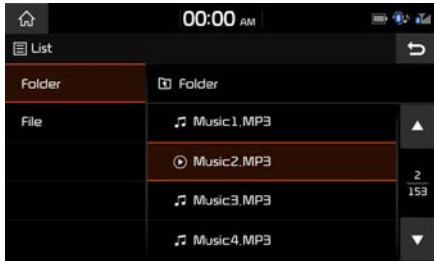 00:00 AM
List
Folder
Folder
File
Music1.MP3
Music2.MP3
2
153
Music3.MP3
Music4.MP3